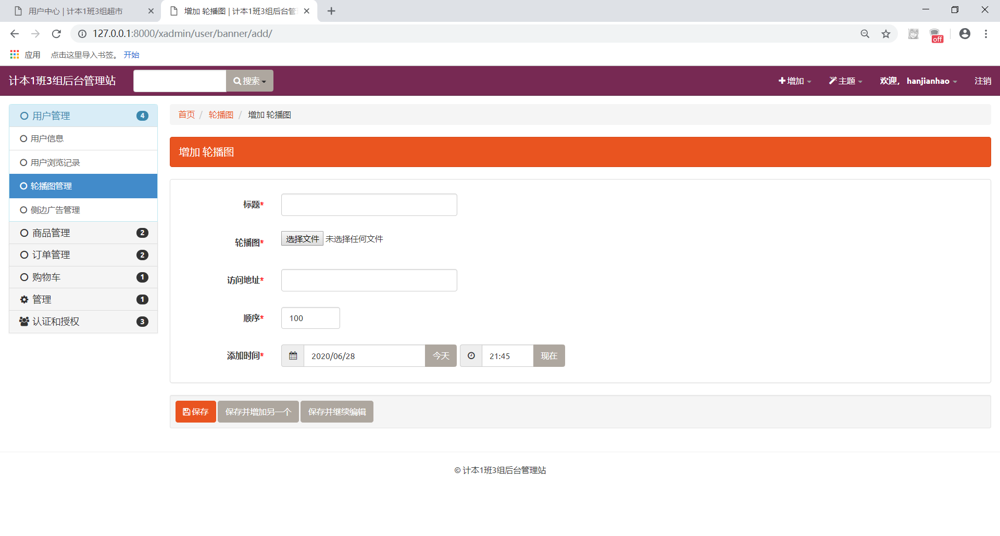 用户中心 | 计本1班3组超市
增加 轮播图 | 计本1班3组后台管
127.0.0.1:8000/xadmin/user/banner/add/
off
应用 点击这里导入书签。 开始
计本1班3组后台管理站 搜索 增加 主题 欢迎, hanjianhao 注销
用户管理 4
用户信息
用户浏览记录
轮播图管理
侧边广告管理
商品管理 2
订单管理 2
购物车 1
管理 1
认证和授权 3
首页 / 轮播图 / 增加 轮播图
增加 轮播图
标题*
轮播图* 选择文件 未选择任何文件
访问地址*
顺序* 100
添加时间* 2020/06/28 今天 21:45 现在
保存 保存并增加另一个 保存并继续编辑
© 计本1班3组后台管理站